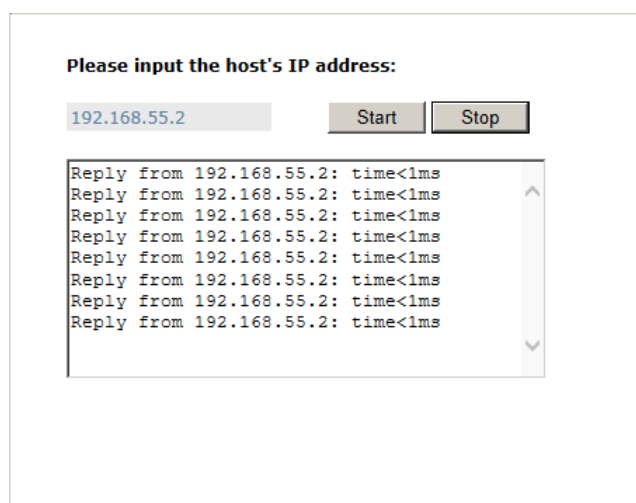 Please input the host's IP address:
192.168.55.2 Start Stop
Reply from 192.168.55.2: time<1ms
Reply from 192.168.55.2: time<1ms
Reply from 192.168.55.2: time<1ms
Reply from 192.168.55.2: time<1ms
Reply from 192.168.55.2: time<1ms
Reply from 192.168.55.2: time<1ms
Reply from 192.168.55.2: time<1ms
Reply from 192.168.55.2: time<1ms